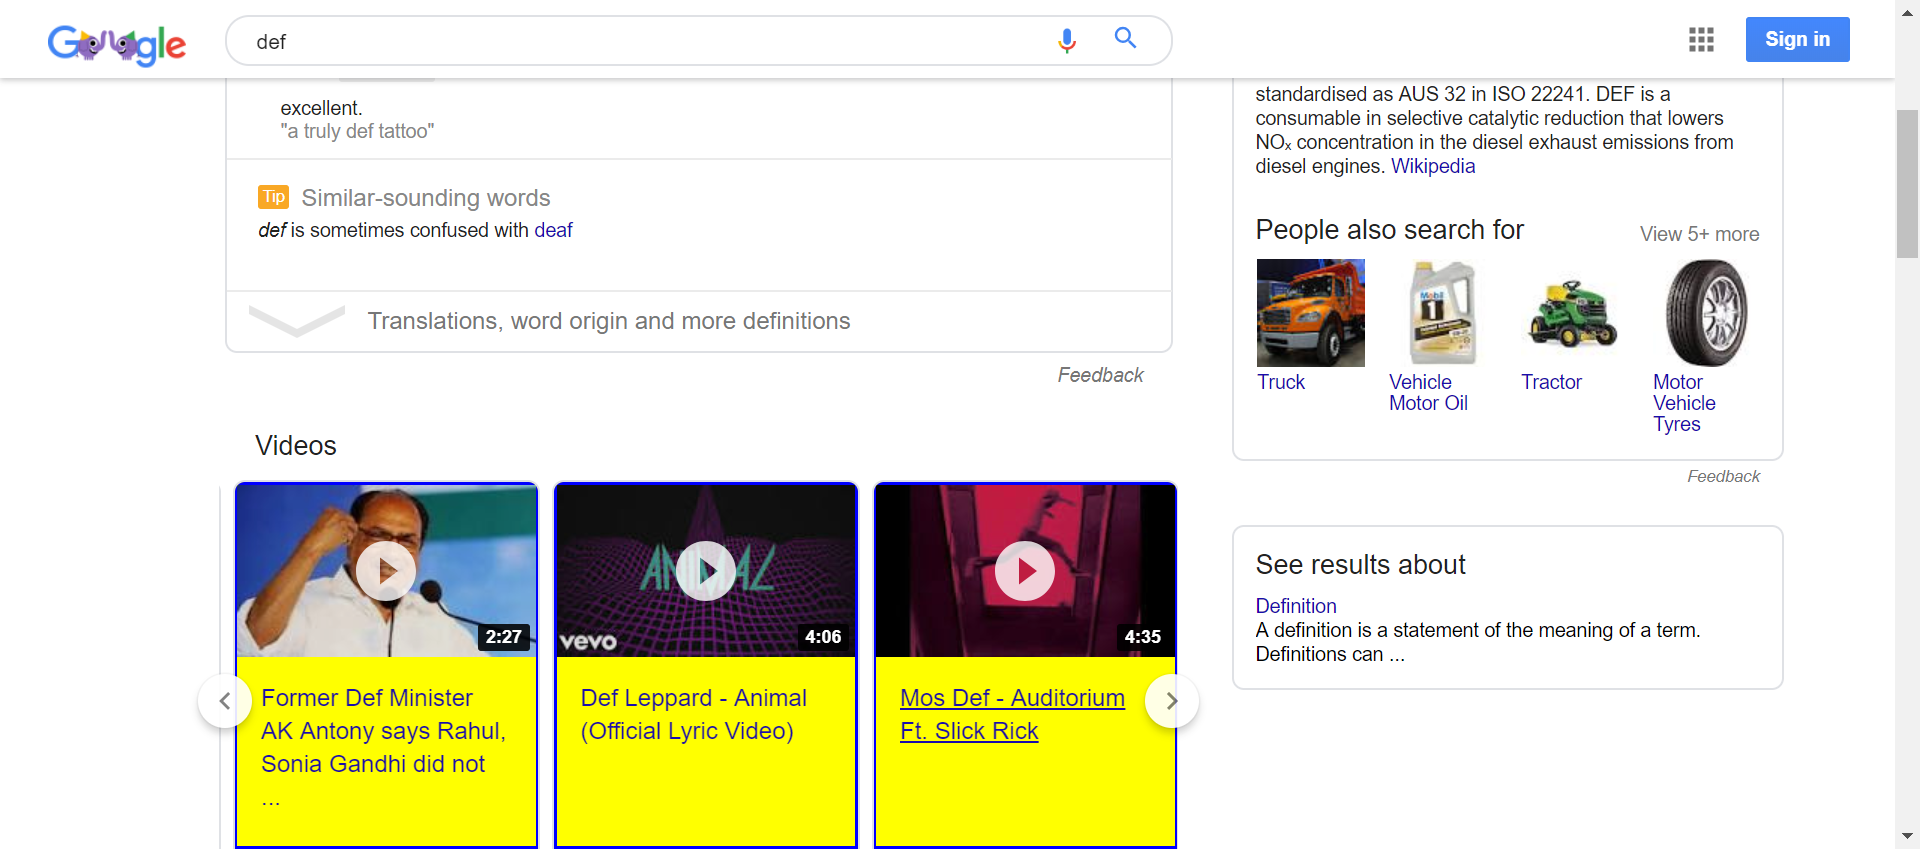 Google
def
Sign in
excellent.
"a truly def tattoo"
Tip Similar-sounding words
def is sometimes confused with deaf
Translations, word origin and more definitions
Feedback
Videos
2:27
Former Def Minister
AK Antony says Rahul,
Sonia Gandhi did not
...
ANIMAL
vevo
4:06
Def Leppard - Animal
(Official Lyric Video)
4:35
Mos Def - Auditorium
Ft. Slick Rick
standardised as AUS 32 in ISO 22241. DEF is a
consumable in selective catalytic reduction that lowers
NOₓ concentration in the diesel exhaust emissions from
diesel engines. Wikipedia
People also search for
View 5+ more
Mobil
1
Truck
Vehicle
Motor Oil
Tractor
Motor
Vehicle
Tyres
Feedback
See results about
Definition
A definition is a statement of the meaning of a term.
Definitions can ...